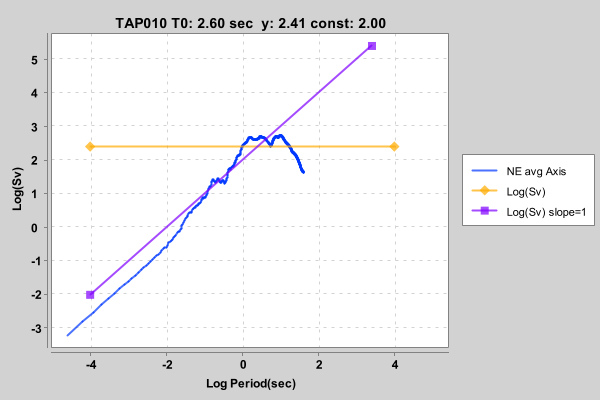 TAP010 T0: 2.60 sec  y: 2.41 const: 2.00
5
4
3
2
1
0
-1
-2
-3
Log(Sv)
-4
-2
0
2
4
Log Period(sec)
NE avg Axis
Log(Sv)
Log(Sv) slope=1